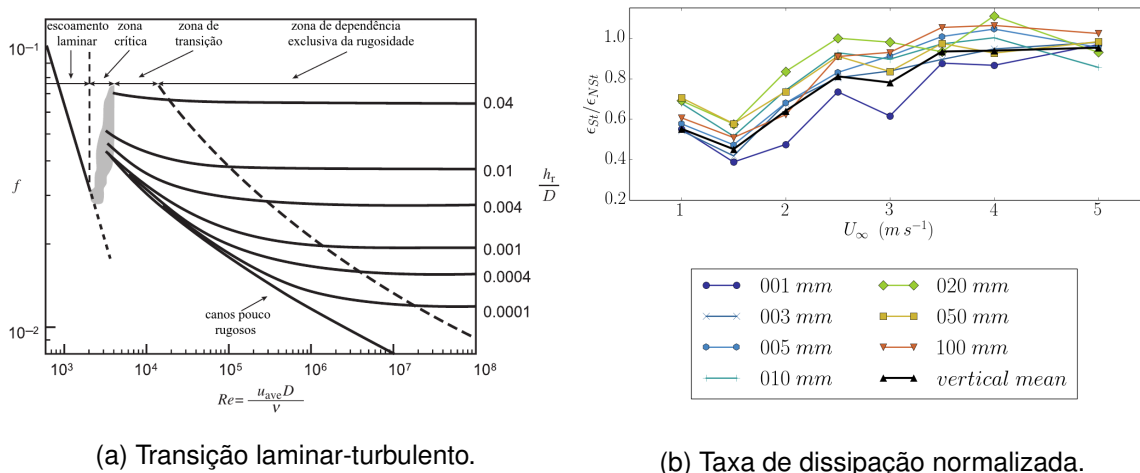 escoamento
laminar
zona
crítica
zona de
transição
zona de dependência
exclusiva da rugosidade
10⁻¹
f
10⁻²
0.04
0.01
0.004
0.001
0.0004
0.0001
h_r/D
canos pouco
rugosos
10³ 10⁴ 10⁵ 10⁶ 10⁷ 10⁸
Re = u_ave D / ν
(a) Transição laminar-turbulento.
ϵ_St/ϵ_NSt
1.0
0.8
0.6
0.4
0.2
1 2 3 4 5
U_∞ (m s⁻¹)
001 mm
003 mm
005 mm
010 mm
020 mm
050 mm
100 mm
vertical mean
(b) Taxa de dissipação normalizada.